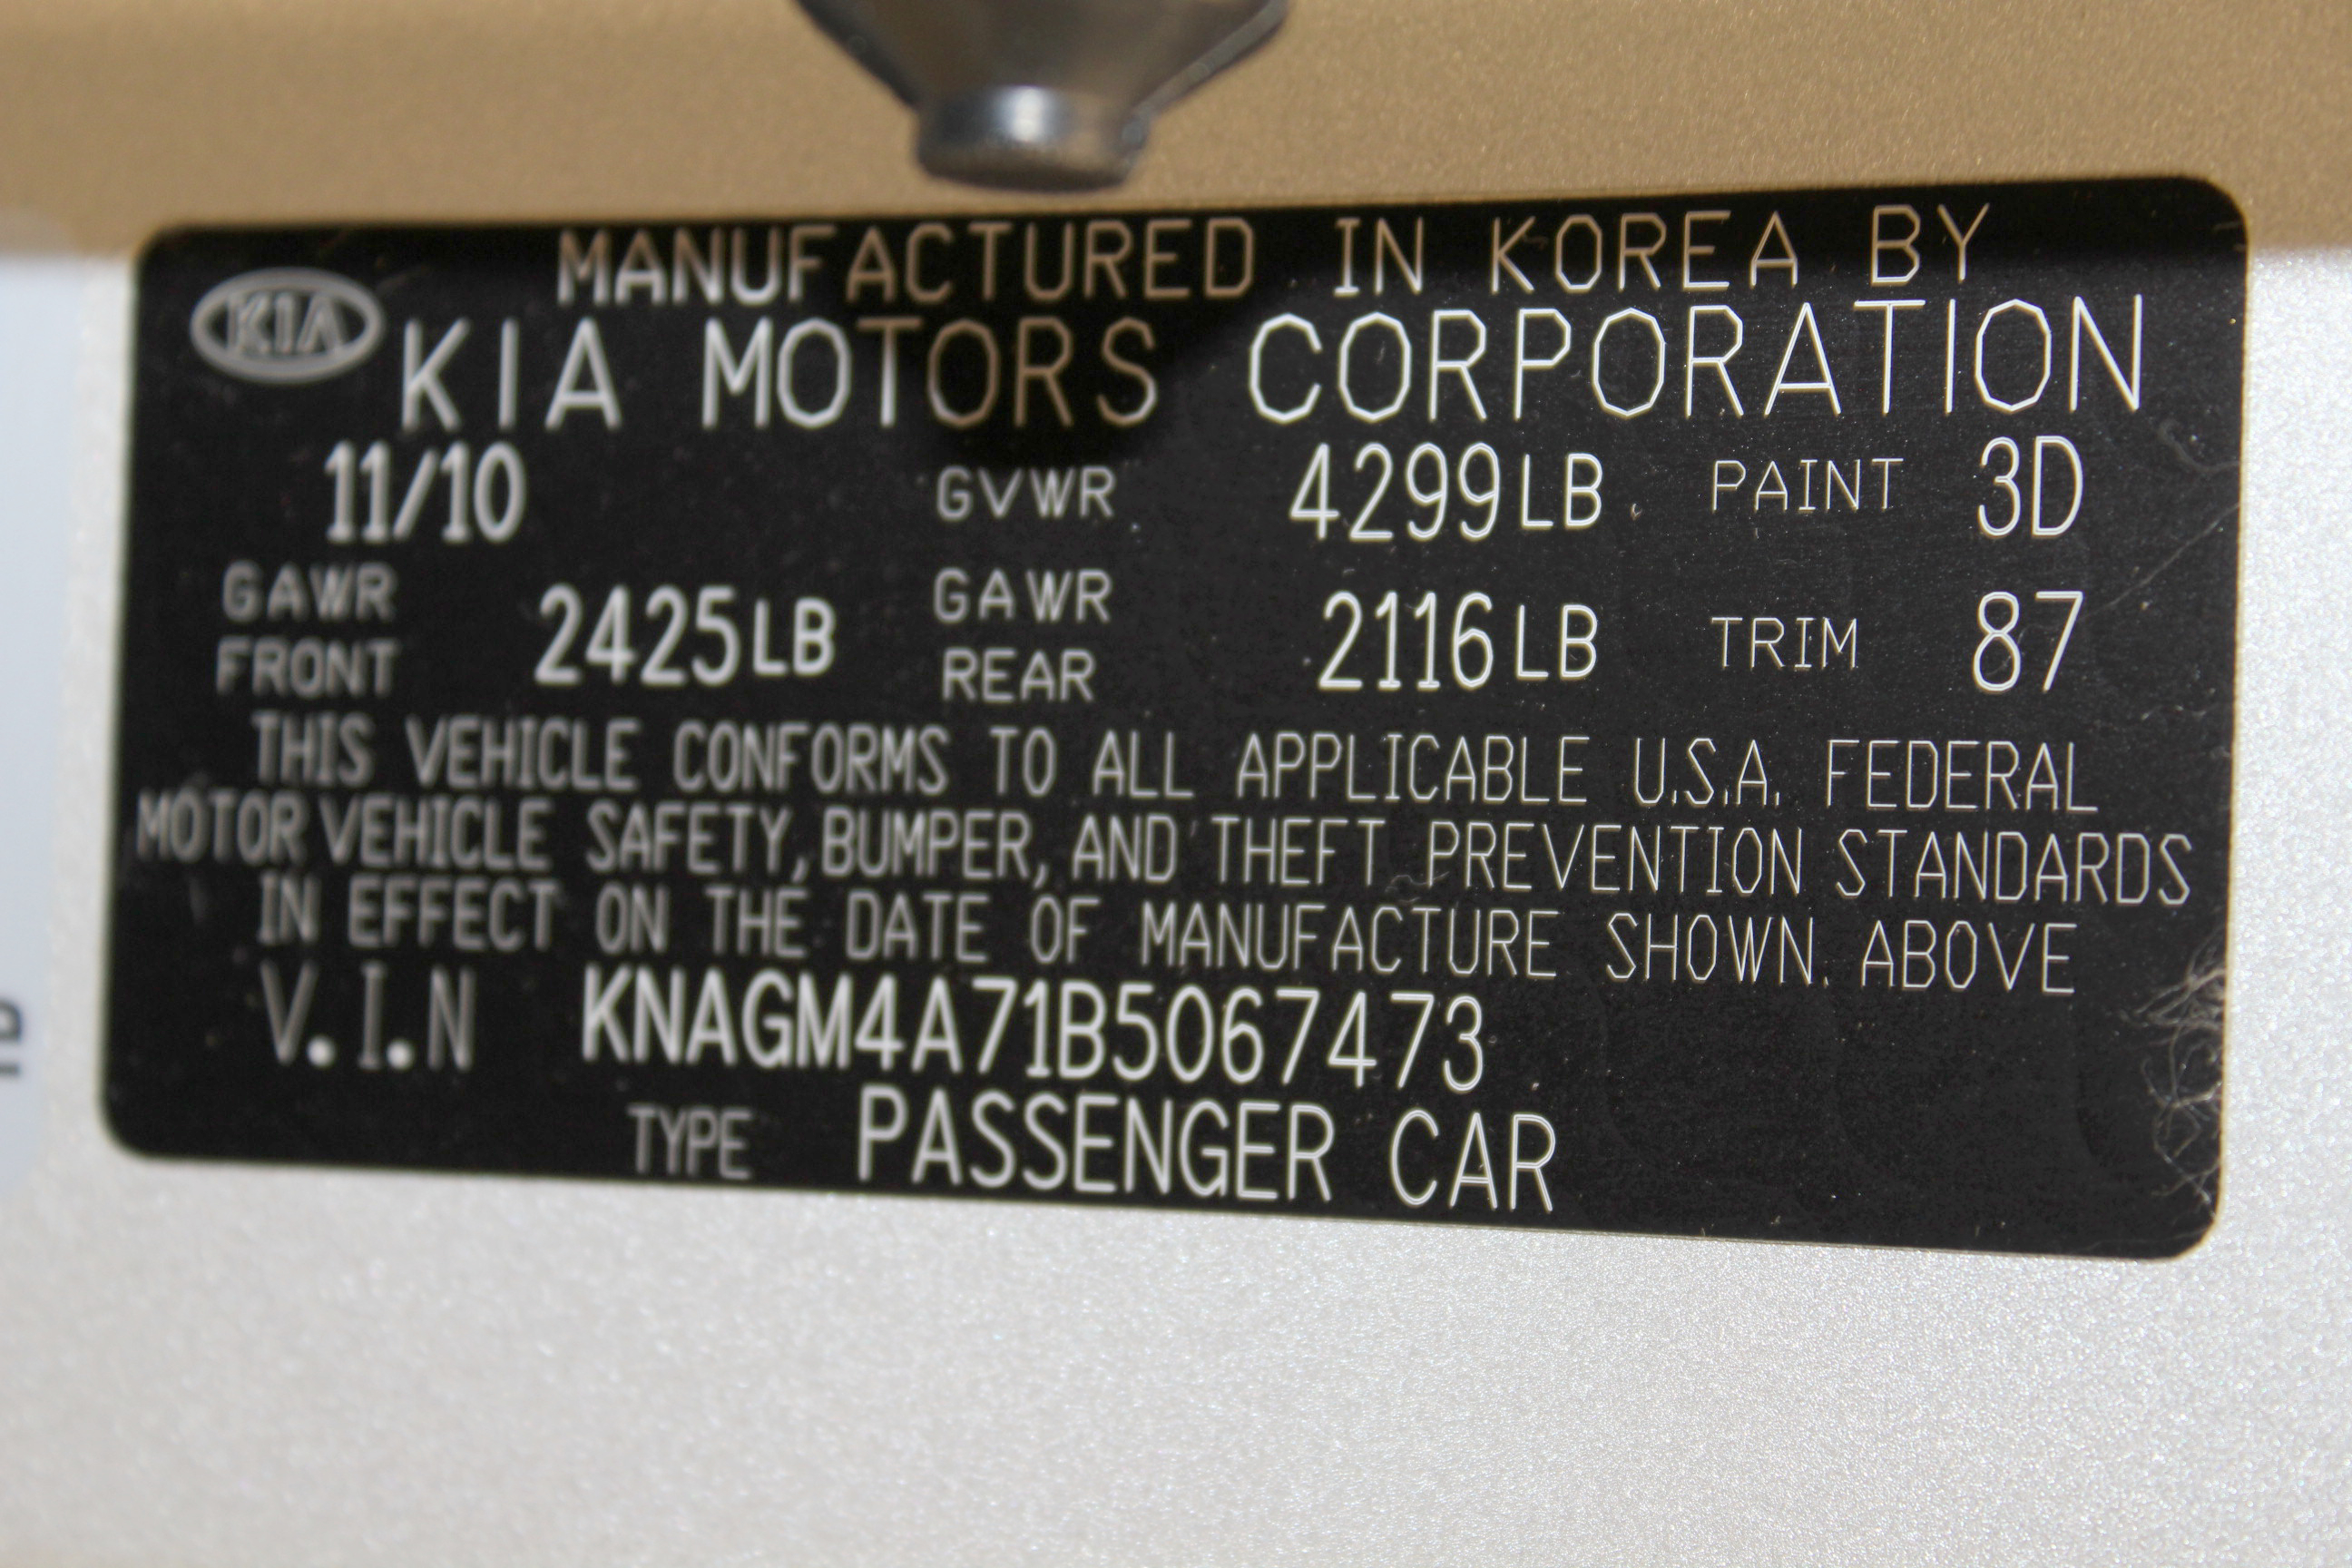 MANUFACTURED IN KOREA BY
KIA KIA MOTORS CORPORATION
11/10 GVWR 4299LB PAINT 3D
GAWR FRONT 2425LB GAWR REAR 2116LB TRIM 87
THIS VEHICLE CONFORMS TO ALL APPLICABLE U.S.A. FEDERAL
MOTOR VEHICLE SAFETY, BUMPER, AND THEFT PREVENTION STANDARDS
IN EFFECT ON THE DATE OF MANUFACTURE SHOWN. ABOVE
V.I.N KNAGM4A71B5067473
TYPE PASSENGER CAR